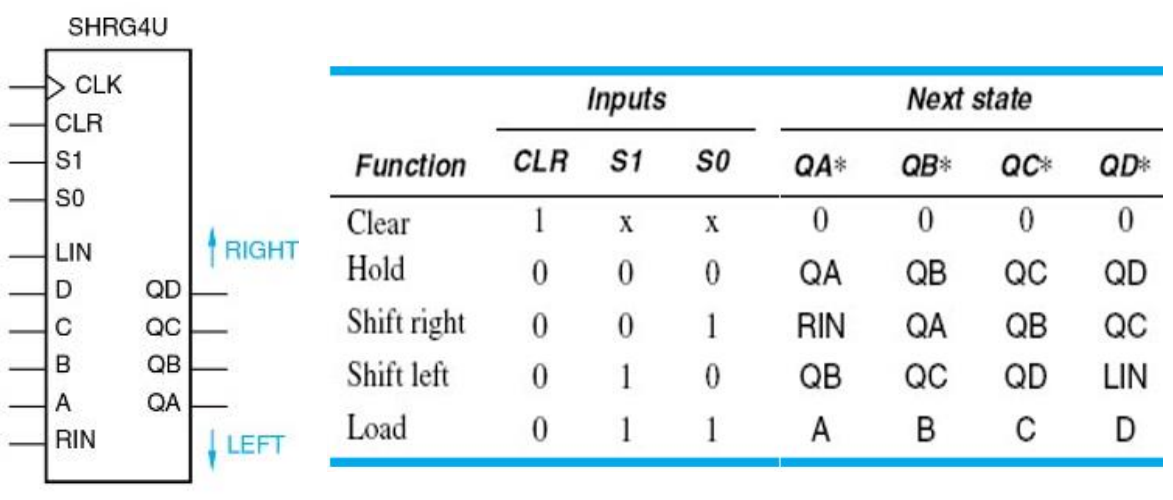 SHRG4U
CLK
CLR
S1
S0
LIN
RIGHT
D QD
C QC
B QB
A QA
RIN
LEFT
Inputs Next state
Function CLR S1 S0 QA* QB* QC* QD*
Clear 1 x x 0 0 0 0
Hold 0 0 0 QA QB QC QD
Shift right 0 0 1 RIN QA QB QC
Shift left 0 1 0 QB QC QD LIN
Load 0 1 1 A B C D